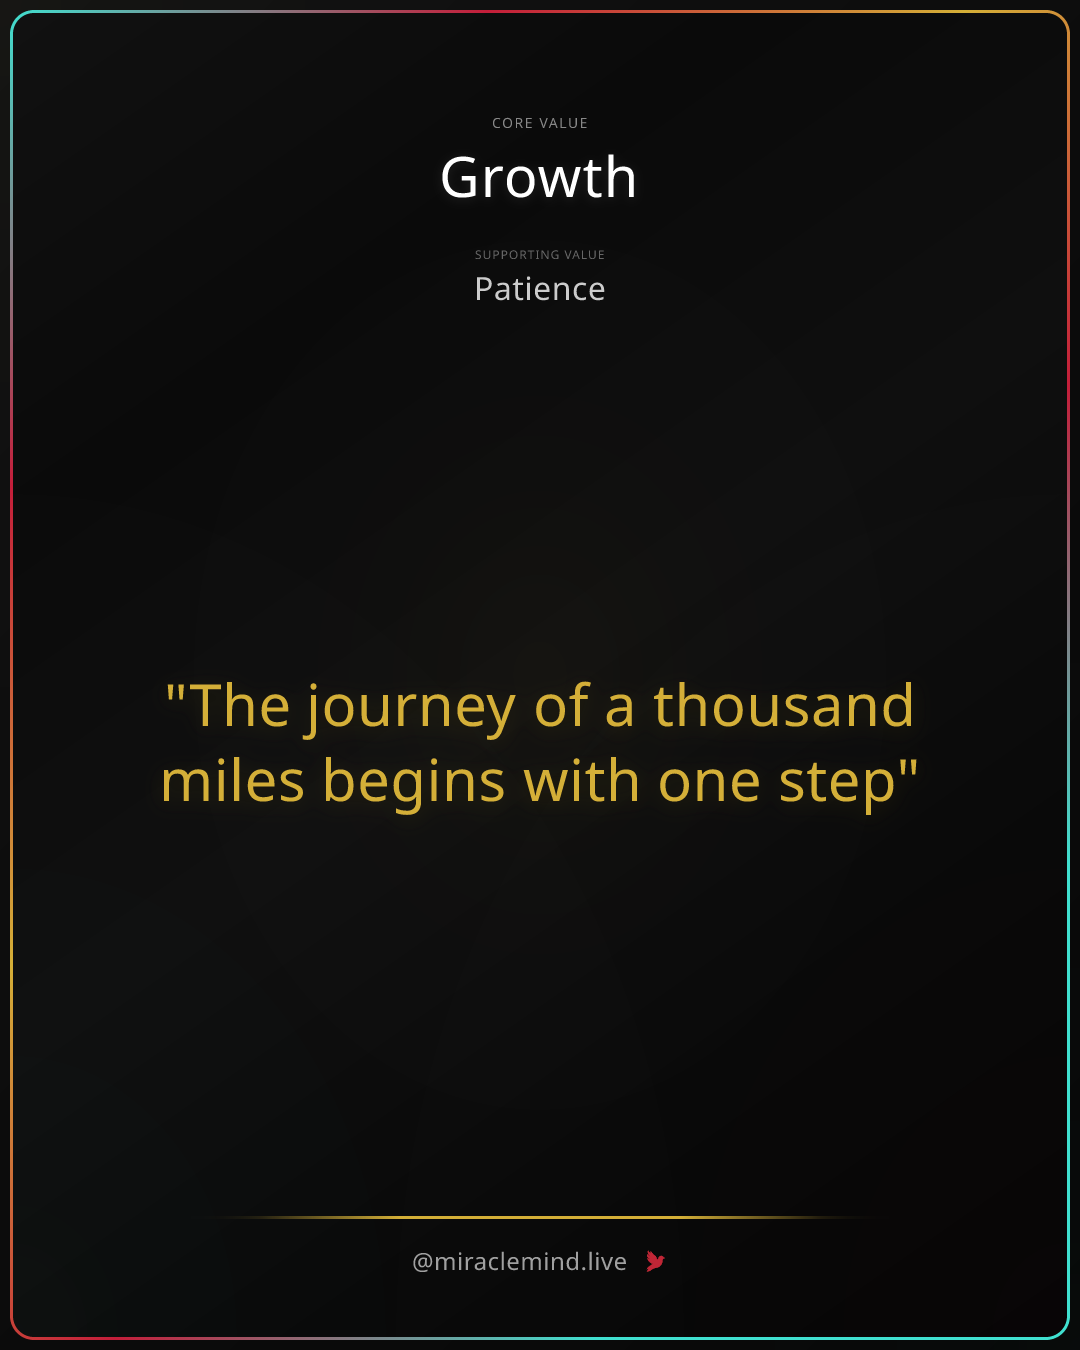 CORE VALUE
Growth
SUPPORTING VALUE
Patience
"The journey of a thousand
miles begins with one step"
@miraclemind.live